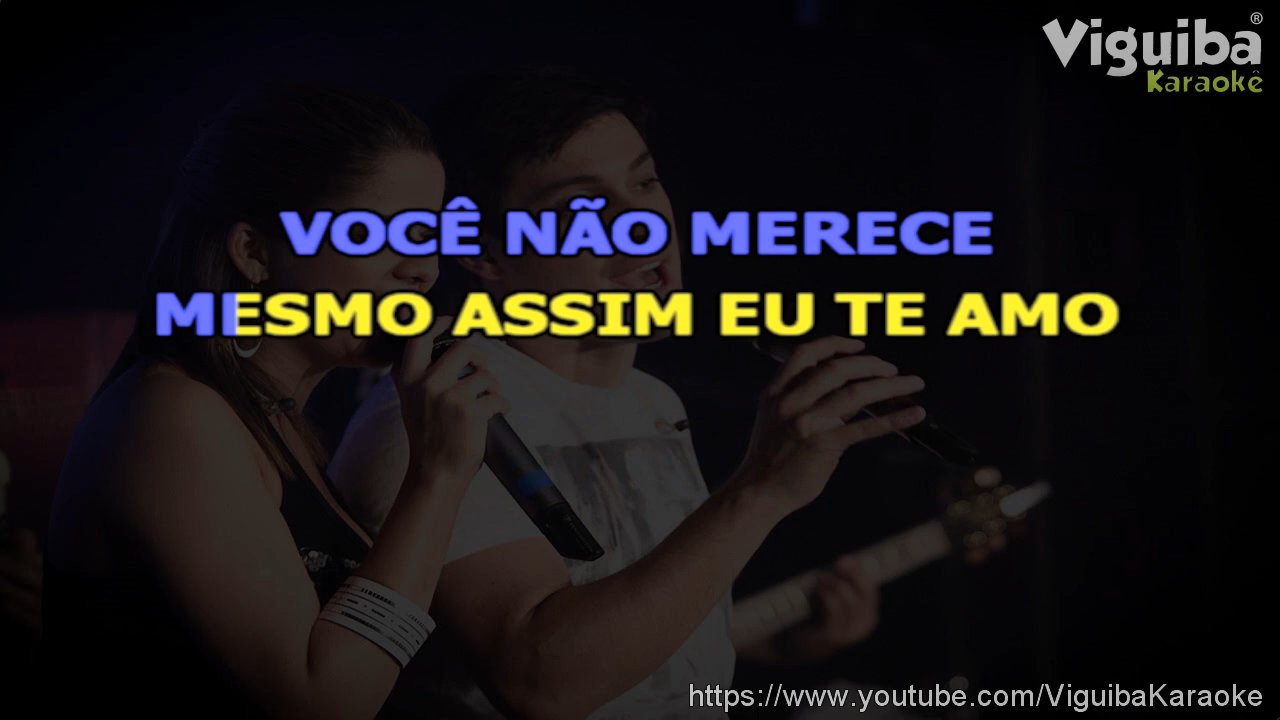 Viguiba®
Karaokê
VOCÊ NÃO MERECE
MESMO ASSIM EU TE AMO
https://www.youtube.com/ViguibaKaraoke